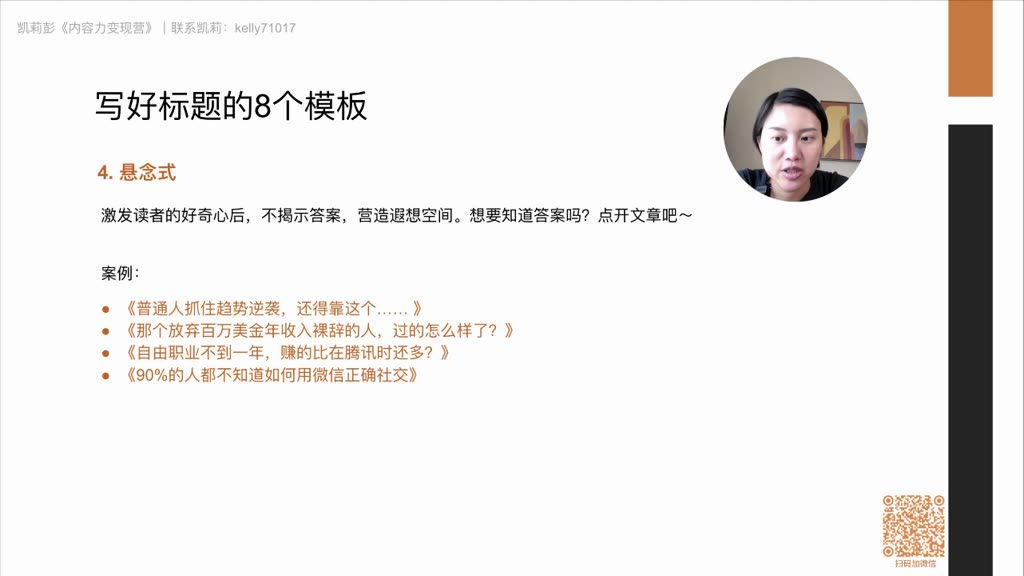 凯莉彭《内容力变现营》｜联系凯莉：kelly71017
写好标题的8个模板
4. 悬念式
激发读者的好奇心后，不揭示答案，营造遐想空间。想要知道答案吗？点开文章吧～
案例：
● 《普通人抓住趋势逆袭，还得靠这个…… 》
● 《那个放弃百万美金年收入裸辞的人，过的怎么样了？》
● 《自由职业不到一年，赚的比在腾讯时还多？》
● 《90%的人都不知道如何用微信正确社交》
扫码加微信